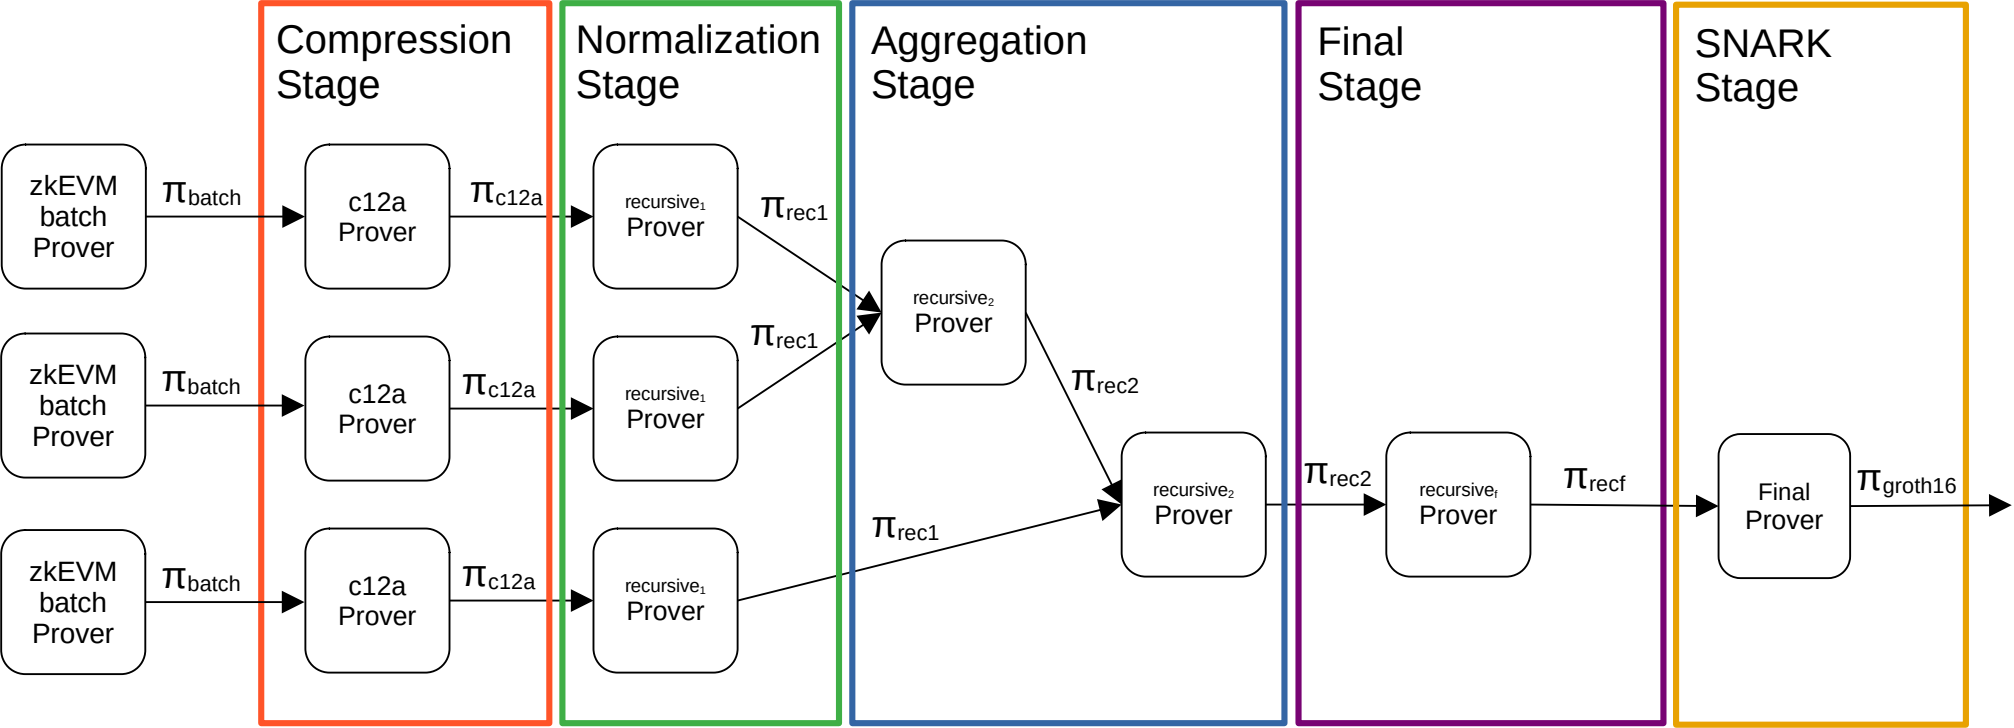 Compression
Stage
Normalization
Stage
Aggregation
Stage
Final
Stage
SNARK
Stage
zkEVM
batch
Prover
πbatch
c12a
Prover
πc12a
recursive₁
Prover
πrec1
zkEVM
batch
Prover
πbatch
c12a
Prover
πc12a
recursive₁
Prover
πrec1
zkEVM
batch
Prover
πbatch
c12a
Prover
πc12a
recursive₁
Prover
πrec1
recursive₂
Prover
πrec2
recursive₂
Prover
πrec2
recursivef
Prover
πrecf
Final
Prover
πgroth16